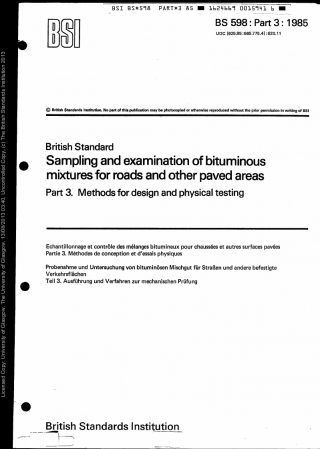 BSI BS*598 PART*3 85 ■ 1624669 0015941 6 ■
BSI
BS 598 : Part 3 : 1985
UDC [625.85:665.770.4]:620.11
© British Standards Institution. No part of this publication may be photocopied or otherwise reproduced without the prior permission in writing of BSI
British Standard
Sampling and examination of bituminous
mixtures for roads and other paved areas
Part 3. Methods for design and physical testing
Echantillonnage et contrôle des mélanges bitumineux pour chaussées et autres surfaces pavées
Partie 3. Méthodes de conception et d'essais physiques
Probenahme und Untersuchung von bituminösen Mischgut für Straßen und andere befestigte
Verkehrsflächen
Teil 3. Ausführung und Verfahren zur mechanischen Prüfung
British Standards Institution
Licensed Copy: University of Glasgow, The University of Glasgow, 13/08/2013 03:40, Uncontrolled Copy, (c) The British Standards Institution 2013